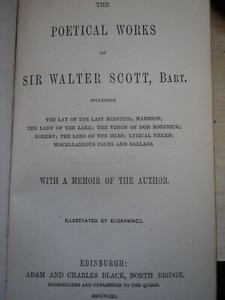 THE
POETICAL WORKS
OF
SIR WALTER SCOTT, BART.
INCLUDING
THE LAY OF THE LAST MINSTREL; MARMION;
THE LADY OF THE LAKE; THE VISION OF DON RODERICK;
ROKEBY; THE LORD OF THE ISLES; LYRICAL PIECES;
MISCELLANEOUS POEMS AND BALLADS.
WITH A MEMOIR OF THE AUTHOR.
ILLUSTRATED BY ENGRAVINGS.
EDINBURGH:
ADAM AND CHARLES BLACK, NORTH BRIDGE,
BOOKSELLERS AND PUBLISHERS TO THE QUEEN.